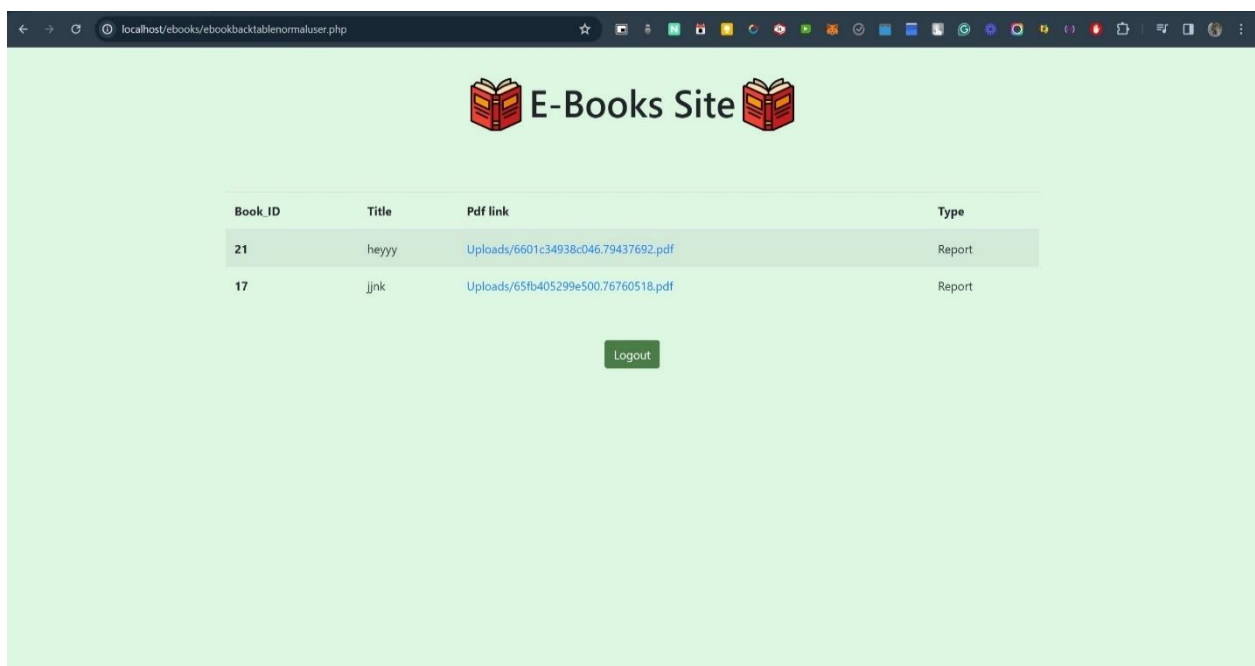 localhost/ebooks/ebookbacktablenormaluser.php
E-Books Site
Book_ID Title Pdf link Type
21 heyyy Uploads/6601c34938c046.79437692.pdf Report
17 jjnk Uploads/65fb405299e500.76760518.pdf Report
Logout